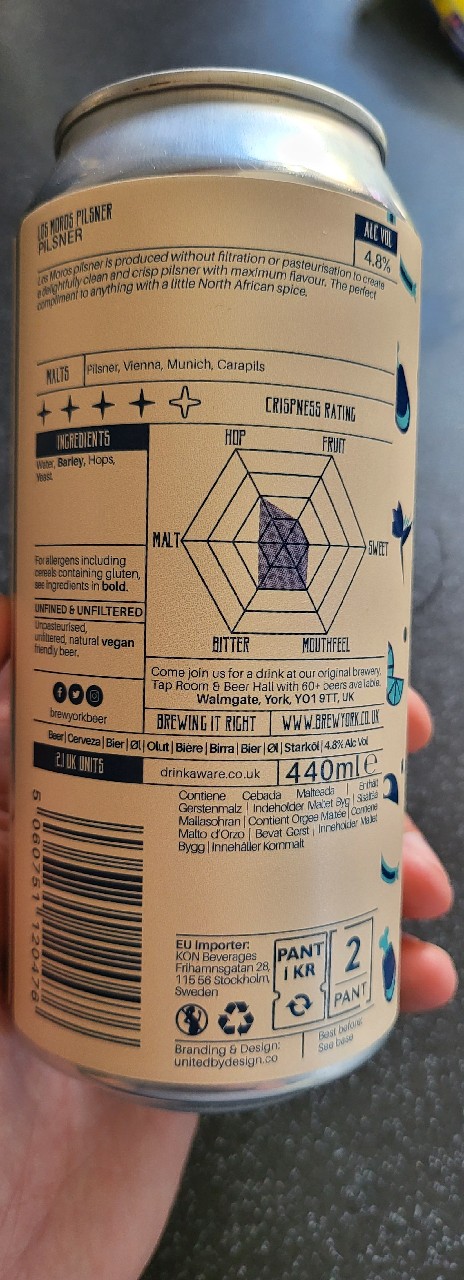 LOS MOROS PILSNER
PILSNER
ALC VOL
4.8%
Los Moros pilsner is produced without filtration or pasteurisation to create
a delightfully clean and crisp pilsner with maximum flavour. The perfect
compliment to anything with a little North African spice.
MALTS
Pilsner, Vienna, Munich, Carapils
CRISPNESS RATING
INGREDIENTS
Water, Barley, Hops,
Yeast.
For allergens including
cereals containing gluten,
see ingredients in bold.
UNFINED & UNFILTERED
Unpasteurised,
unfiltered, natural vegan
friendly beer.
brewyorkbeer
HOP
FRUIT
MALT
SWEET
BITTER
MOUTHFEEL
Come join us for a drink at our original brewery,
Tap Room & Beer Hall with 60+ beers available.
Walmgate, York, YO1 9TT, UK
BREWING IT RIGHT
WWW.BREWYORK.CO.UK
Beer | Cerveza | Bier | Øl | Olut | Bière | Birra | Bier | Øl | Starköl | 4.8% Alc Vol
2.1 UK UNITS
drinkaware.co.uk
440ml e
Contiene Cebada Malteada | Enthält
Gerstenmalz | Indeholder Maltet Byg | Sisältää
Mallasohran | Contient Orgee Maltée | Contiene
Malto d'Orzo | Bevat Gerst | Inneholder Maltet
Bygg | Innehåller Kornmalt
5 060751 120476
EU Importer:
KON Beverages
Frihamnsgatan 28,
115 56 Stockholm,
Sweden
PANT
1 KR
2
PANT
Branding & Design:
unitedbydesign.co
Best before:
See base